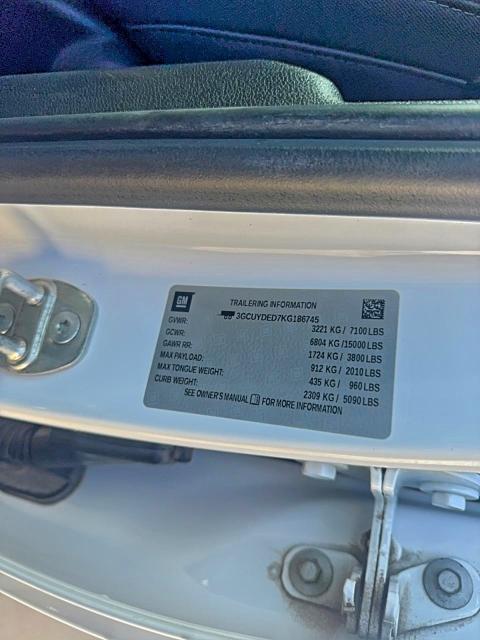 GM
TRAILERING INFORMATION
3GCUYDED7KG186745
GVWR: 3221 KG / 7100 LBS
GCWR: 6804 KG / 15000 LBS
GAWR RR: 1724 KG / 3800 LBS
MAX PAYLOAD: 912 KG / 2010 LBS
MAX TONGUE WEIGHT: 435 KG / 960 LBS
CURB WEIGHT: 2309 KG / 5090 LBS
SEE OWNER'S MANUAL FOR MORE INFORMATION